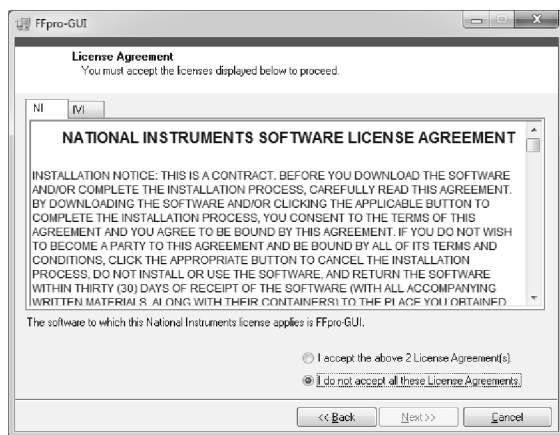 FFpro-GUI
License Agreement
You must accept the licenses displayed below to proceed.
NI
IVI
NATIONAL INSTRUMENTS SOFTWARE LICENSE AGREEMENT
INSTALLATION NOTICE: THIS IS A CONTRACT. BEFORE YOU DOWNLOAD THE SOFTWARE
AND/OR COMPLETE THE INSTALLATION PROCESS, CAREFULLY READ THIS AGREEMENT.
BY DOWNLOADING THE SOFTWARE AND/OR CLICKING THE APPLICABLE BUTTON TO
COMPLETE THE INSTALLATION PROCESS, YOU CONSENT TO THE TERMS OF THIS
AGREEMENT AND YOU AGREE TO BE BOUND BY THIS AGREEMENT. IF YOU DO NOT WISH
TO BECOME A PARTY TO THIS AGREEMENT AND BE BOUND BY ALL OF ITS TERMS AND
CONDITIONS, CLICK THE APPROPRIATE BUTTON TO CANCEL THE INSTALLATION
PROCESS, DO NOT INSTALL OR USE THE SOFTWARE, AND RETURN THE SOFTWARE
WITHIN THIRTY (30) DAYS OF RECEIPT OF THE SOFTWARE (WITH ALL ACCOMPANYING
WRITTEN MATERIALS, ALONG WITH THEIR CONTAINERS) TO THE PLACE YOU OBTAINED
The software to which this National Instruments license applies is FFpro-GUI.
I accept the above 2 License Agreement(s).
I do not accept all these License Agreements.
<< Back
Next >>
Cancel